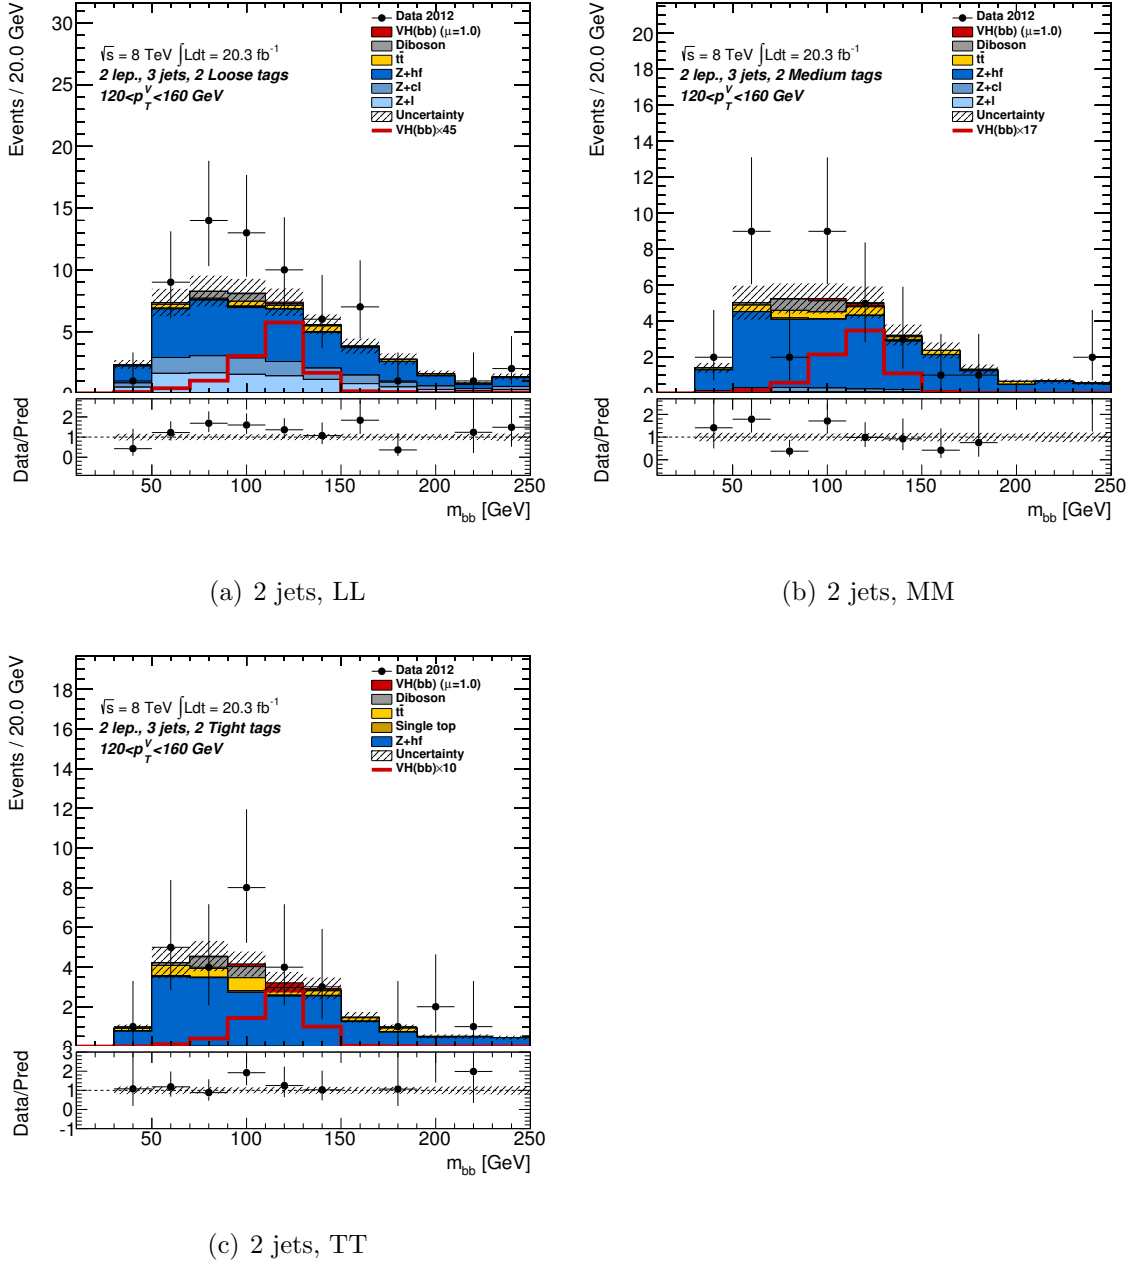 Events / 20.0 GeV
30
25
20
15
10
5
0
√s = 8 TeV ∫Ldt = 20.3 fb⁻¹
2 lep., 3 jets, 2 Loose tags
120<p_T^V<160 GeV
Data 2012
VH(bb) (μ=1.0)
Diboson
tt̄
Z+hf
Z+cl
Z+l
Uncertainty
VH(bb)×45
Data/Pred
2
1
0
50 100 150 200 250
m_bb [GeV]
(a) 2 jets, LL
Events / 20.0 GeV
20
18
16
14
12
10
8
6
4
2
0
√s = 8 TeV ∫Ldt = 20.3 fb⁻¹
2 lep., 3 jets, 2 Medium tags
120<p_T^V<160 GeV
Data 2012
VH(bb) (μ=1.0)
Diboson
tt̄
Z+hf
Z+cl
Z+l
Uncertainty
VH(bb)×17
Data/Pred
2
1
0
50 100 150 200 250
m_bb [GeV]
(b) 2 jets, MM
Events / 20.0 GeV
18
16
14
12
10
8
6
4
2
√s = 8 TeV ∫Ldt = 20.3 fb⁻¹
2 lep., 3 jets, 2 Tight tags
120<p_T^V<160 GeV
Data 2012
VH(bb) (μ=1.0)
Diboson
tt̄
Single top
Z+hf
Uncertainty
VH(bb)×10
Data/Pred
3
2
1
0
-1
50 100 150 200 250
m_bb [GeV]
(c) 2 jets, TT